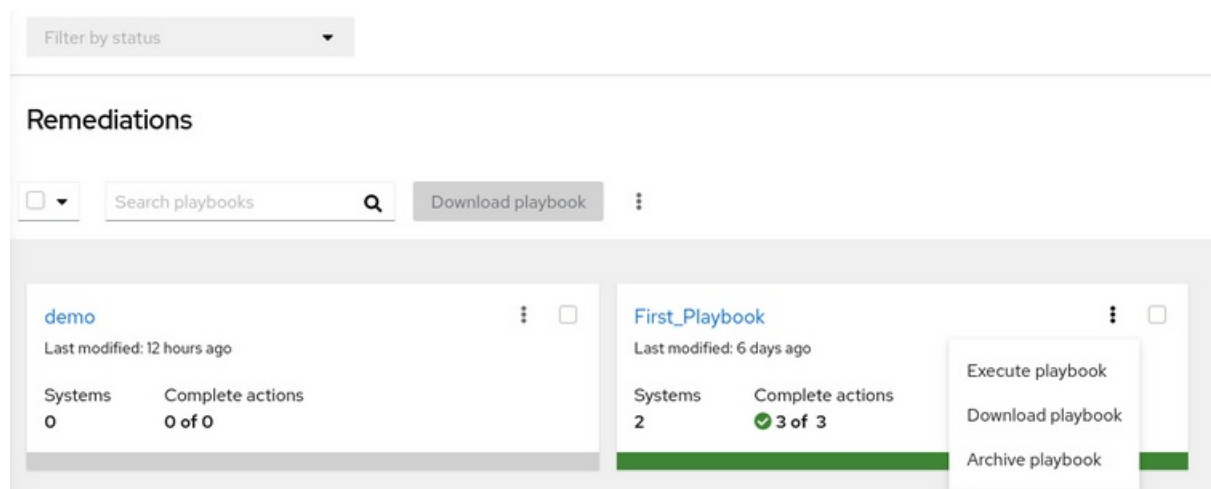 Filter by status
Remediations
Search playbooks
Download playbook
demo
Last modified: 12 hours ago
Systems Complete actions
0 0 of 0
First_Playbook
Last modified: 6 days ago
Systems Complete actions
2 3 of 3
Execute playbook
Download playbook
Archive playbook